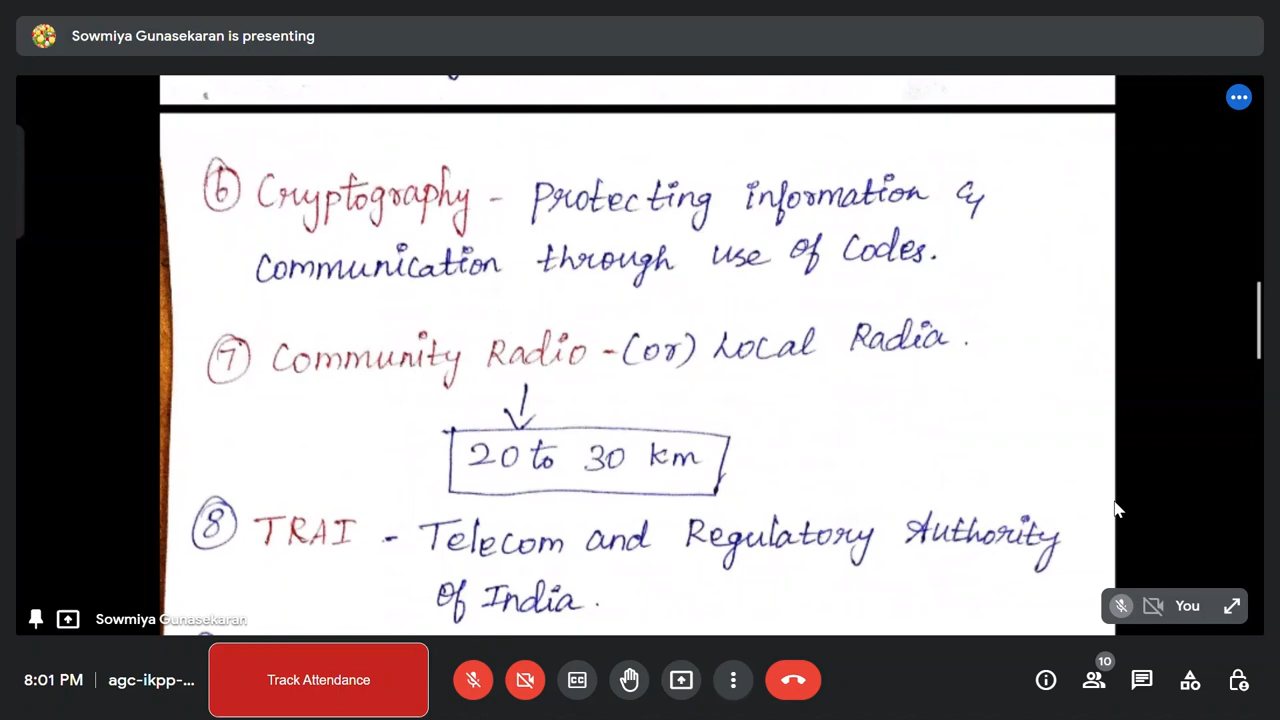 Sowmiya Gunasekaran is presenting
6 Cryptography - Protecting information &
Communication through use of Codes.
7 Community Radio - (or) Local Radia.
20 to 30 km
8 TRAI - Telecom and Regulatory Authority
of India.
Sowmiya Gunasekaran
You
8:01 PM | agc-ikpp-...
Track Attendance
10